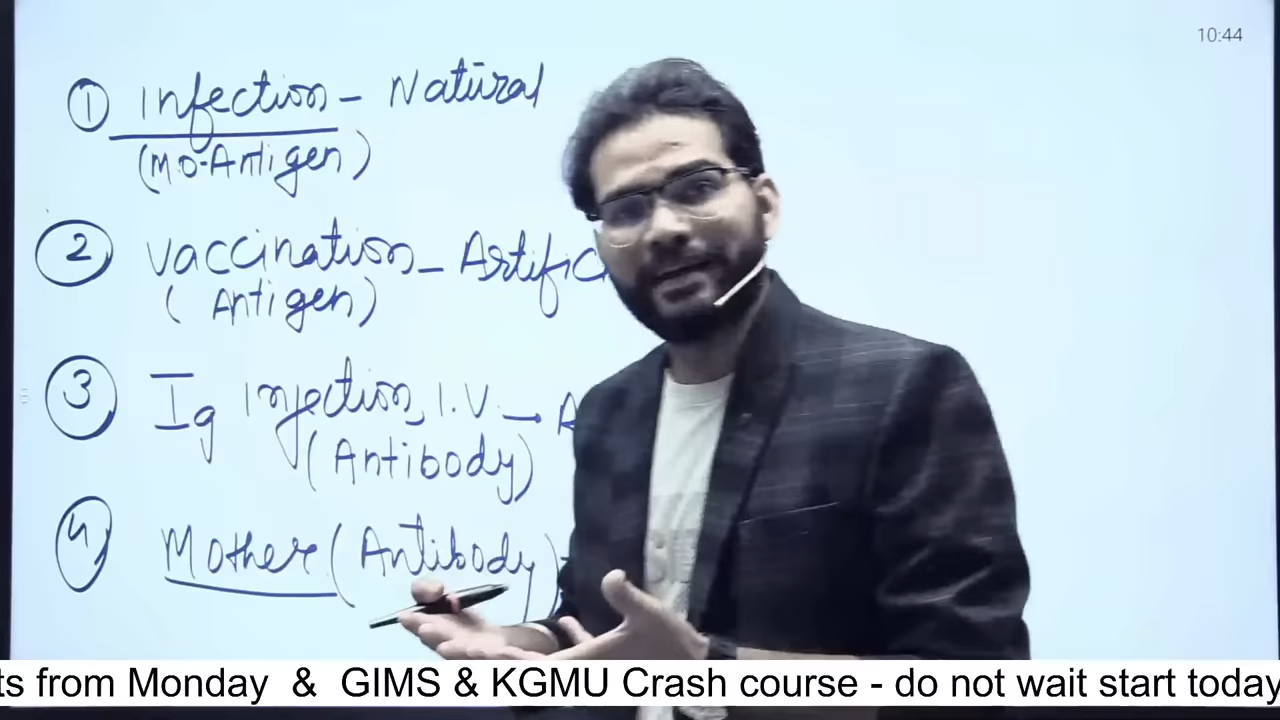 10:44
① Infection - Natural
(MO-Antigen)
② Vaccination - Artific
(Antigen)
③ Ig Injection, I.V. → A
(Antibody)
④ Mother (Antibody)
ts from Monday & GIMS & KGMU Crash course - do not wait start today